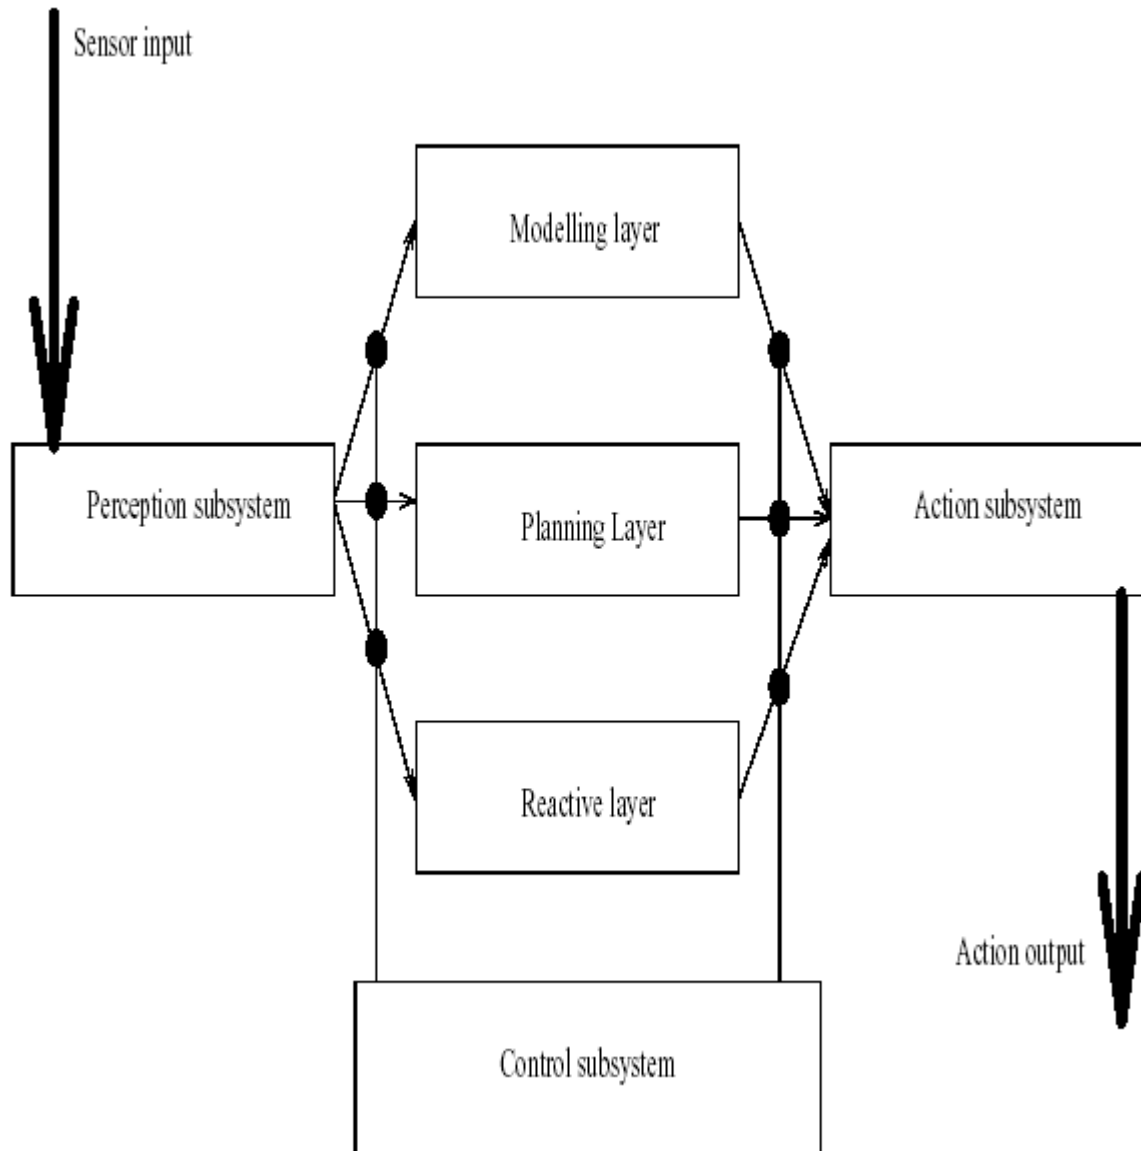 Sensor input
Modelling layer
Perception subsystem
Planning Layer
Action subsystem
Reactive layer
Action output
Control subsystem